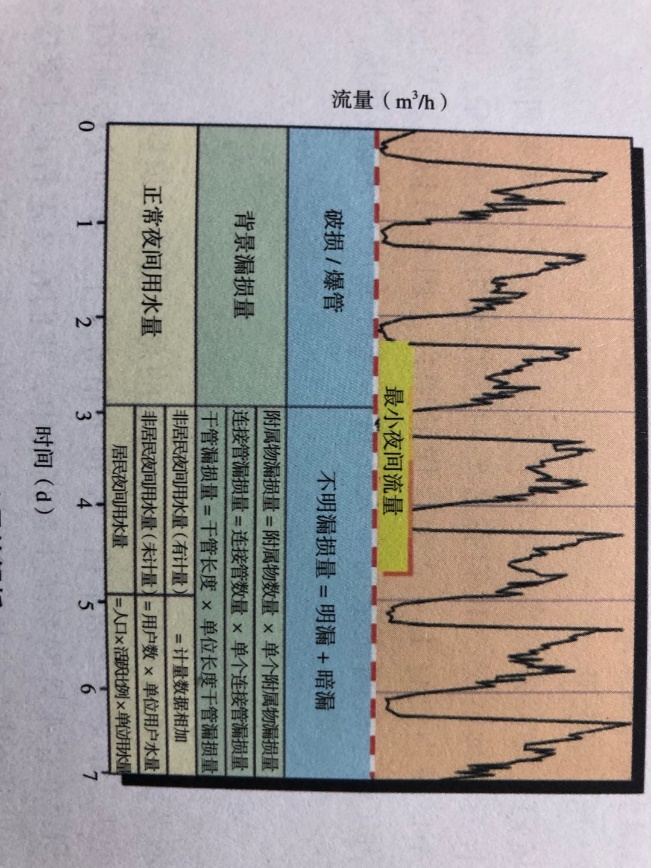 流量（m³/h）
最小夜间流量
破损/爆管
不明漏损量=明漏+暗漏
背景漏损量
附属物漏损量=附属物数量×单个附属物漏损量
连接管漏损量=连接管数量×单个连接管漏损量
干管漏损量=干管长度×单位长度干管漏损量
正常夜间用水量
非居民夜间用水量(有计量)
=计量数据相加
非居民夜间用水量(未计量)
=用户数×单位用户水量
居民夜间用水量
=人口×活跃比例×单位用水量
0 1 2 3 4 5 6 7
时间（d）